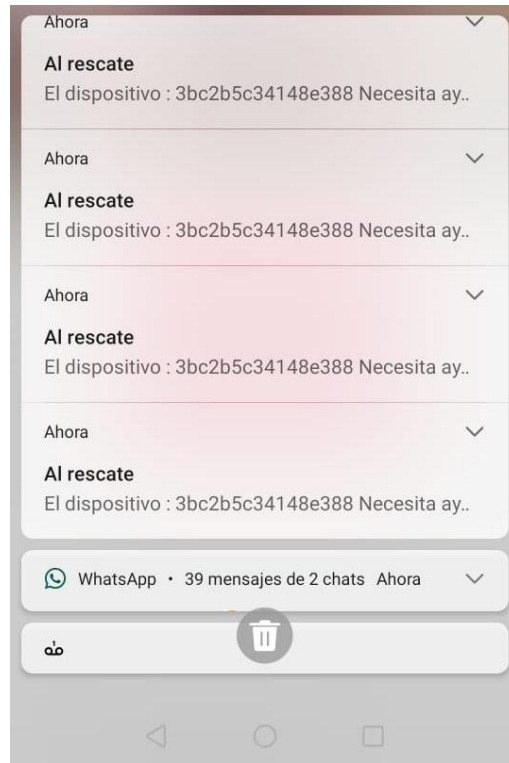 Ahora
Al rescate
El dispositivo : 3bc2b5c34148e388 Necesita ay..
Ahora
Al rescate
El dispositivo : 3bc2b5c34148e388 Necesita ay..
Ahora
Al rescate
El dispositivo : 3bc2b5c34148e388 Necesita ay..
Ahora
Al rescate
El dispositivo : 3bc2b5c34148e388 Necesita ay..
WhatsApp • 39 mensajes de 2 chats Ahora